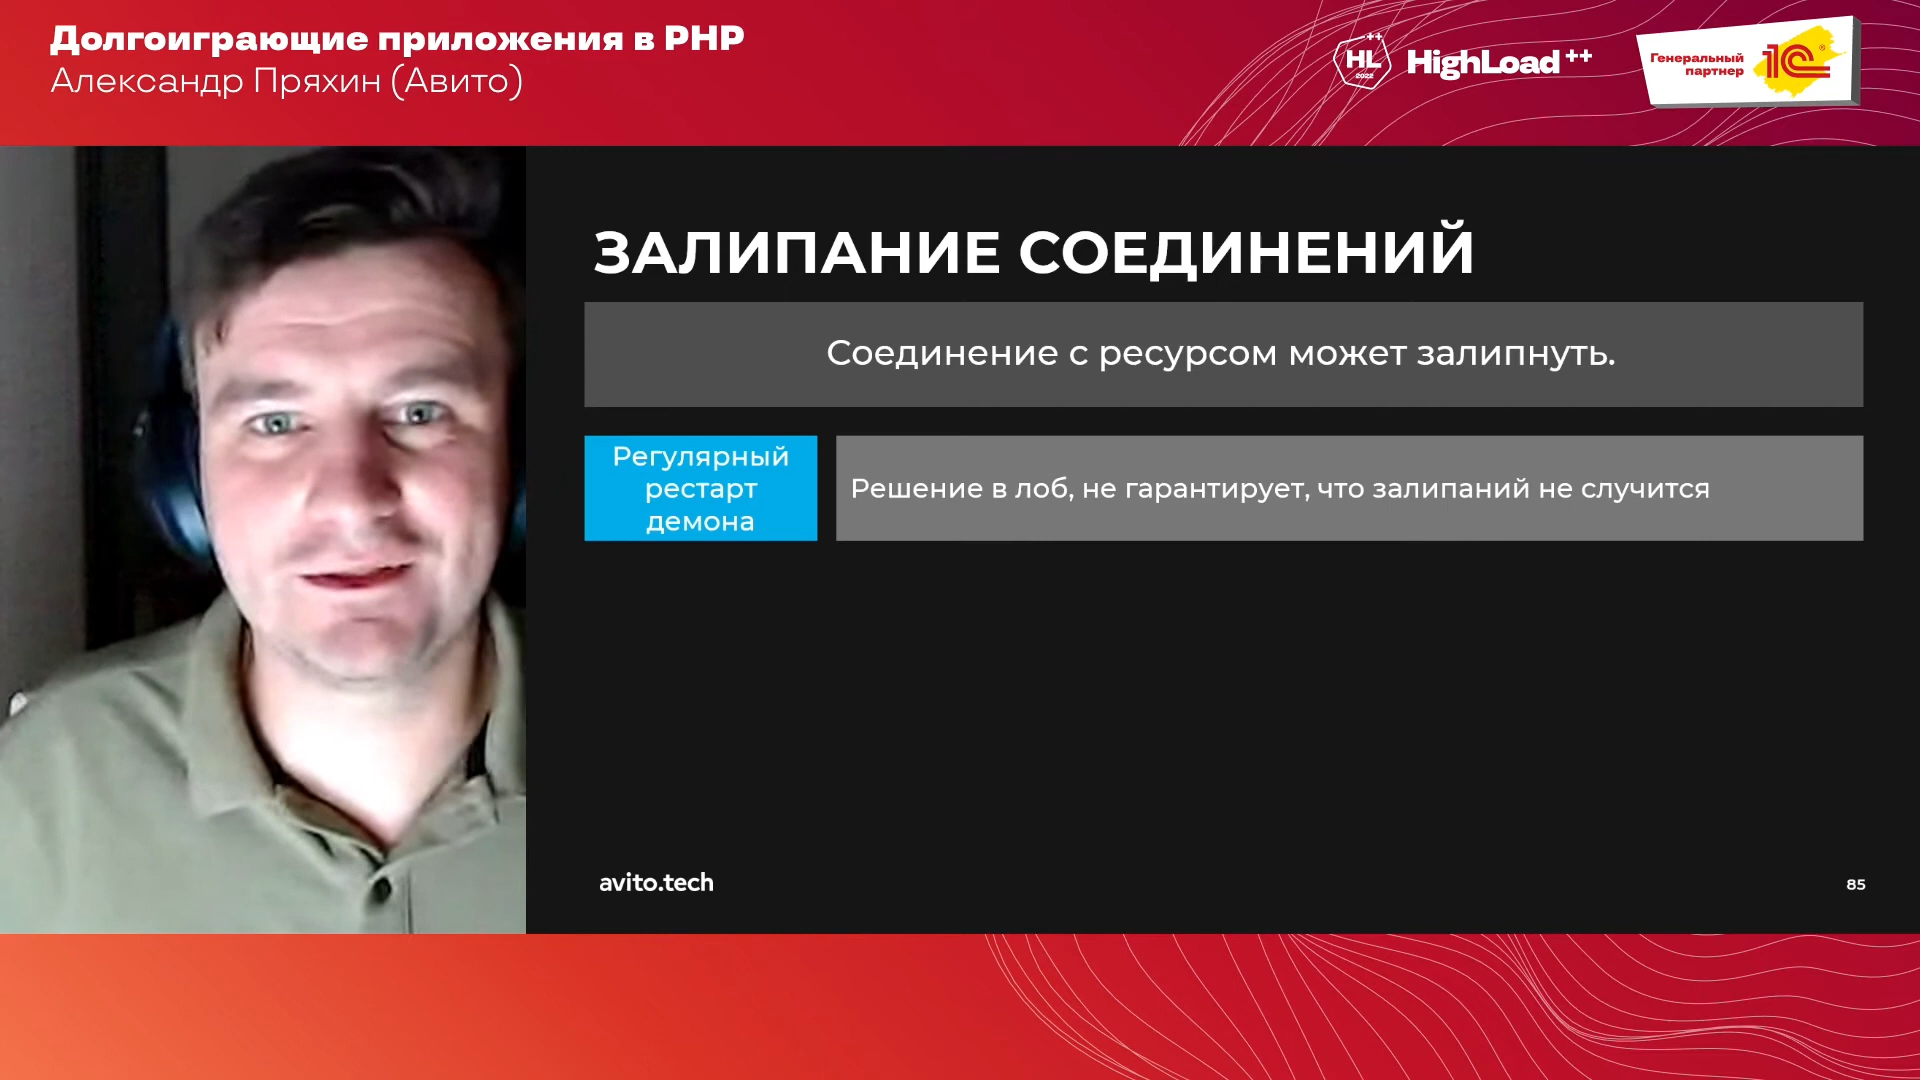 Долгоиграющие приложения в PHP
Александр Пряхин (Авито)
++
HL
2022
HighLoad++
Генеральный
партнер
1С®
ЗАЛИПАНИЕ СОЕДИНЕНИЙ
Соединение с ресурсом может залипнуть.
Регулярный
рестарт
демона
Решение в лоб, не гарантирует, что залипаний не случится
avito.tech
85